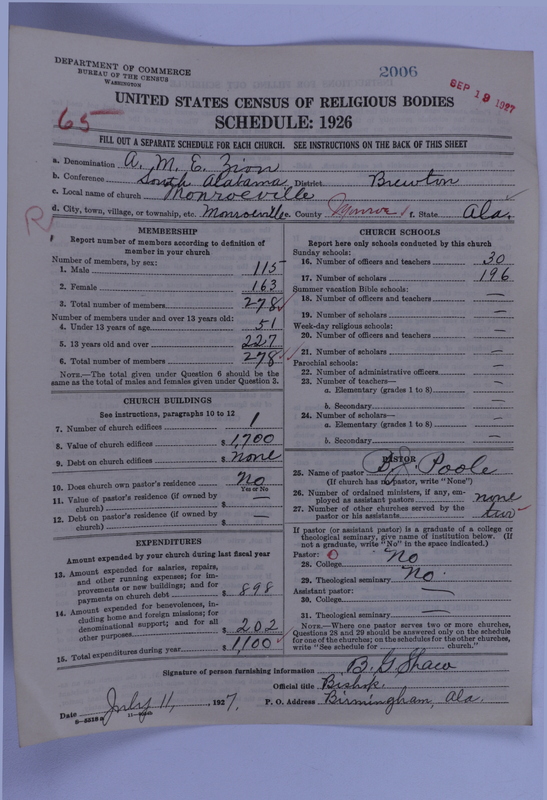 DEPARTMENT OF COMMERCE
BUREAU OF THE CENSUS
WASHINGTON
2006
SEP 19 1927
UNITED STATES CENSUS OF RELIGIOUS BODIES
SCHEDULE: 1926
65
FILL OUT A SEPARATE SCHEDULE FOR EACH CHURCH. SEE INSTRUCTIONS ON THE BACK OF THIS SHEET
a. Denomination A. M. E. Zion
b. Conference South Alabama District Brewton
c. Local name of church Monroeville
d. City, town, village, or township, etc. Monroeville e. County Monroe f. State Ala.
R
MEMBERSHIP
Report number of members according to definition of member in your church
Number of members, by sex:
1. Male 115
2. Female 163
3. Total number of members 278
Number of members under and over 13 years old:
4. Under 13 years of age 51
5. 13 years old and over 227
6. Total number of members 278
NOTE.—The total given under Question 6 should be
same as the total of males and females given under Question 3.
CHURCH BUILDINGS
See instructions, paragraphs 10 to 12
7. Number of church edifices 1
8. Value of church edifices $ 1,700
9. Debt on church edifices $ none
10. Does church own pastor's residence No
Yes or No
11. Value of pastor's residence (if owned by
church) $ —
12. Debt on pastor's residence (if owned by
church) $ —
EXPENDITURES
Amount expended by your church during last fiscal year
13. Amount expended for salaries, repairs,
and other running expenses; for im-
provements or new buildings; and for
payments on church debt $ 898
14. Amount expended for benevolences, in-
cluding home and foreign missions; for
denominational support; and for all
other purposes $ 202
15. Total expenditures during year $ 1,100
CHURCH SCHOOLS
Report here only schools conducted by this church
Sunday schools:
16. Number of officers and teachers 30
17. Number of scholars 196
Summer vacation Bible schools:
18. Number of officers and teachers —
19. Number of scholars —
Week-day religious schools:
20. Number of officers and teachers —
21. Number of scholars —
Parochial schools:
22. Number of administrative officers —
23. Number of teachers—
a. Elementary (grades 1 to 8) —
b. Secondary —
24. Number of scholars—
a. Elementary (grades 1 to 8) —
b. Secondary —
PASTOR
25. Name of pastor Poole
(If church has no pastor, write "None")
26. Number of ordained ministers, if any, em-
ployed as assistant pastors none
27. Number of other churches served by the
pastor or his assistants two
If pastor (or assistant pastor) is a graduate of a college or
theological seminary, give name of institution below. (If
not a graduate, write "No" in the space indicated.)
Pastor: 0
28. College No
29. Theological seminary No
Assistant pastor:
30. College —
31. Theological seminary —
NOTE.—Where one pastor serves two or more churches,
Questions 28 and 29 should be answered only on the schedule
for one of the churches; on the schedules for the other churches,
write "See schedule for church."
Signature of person furnishing information B. G. Shaw
Official title Bishop.
Date July 11, 1927. P. O. Address Birmingham, Ala.